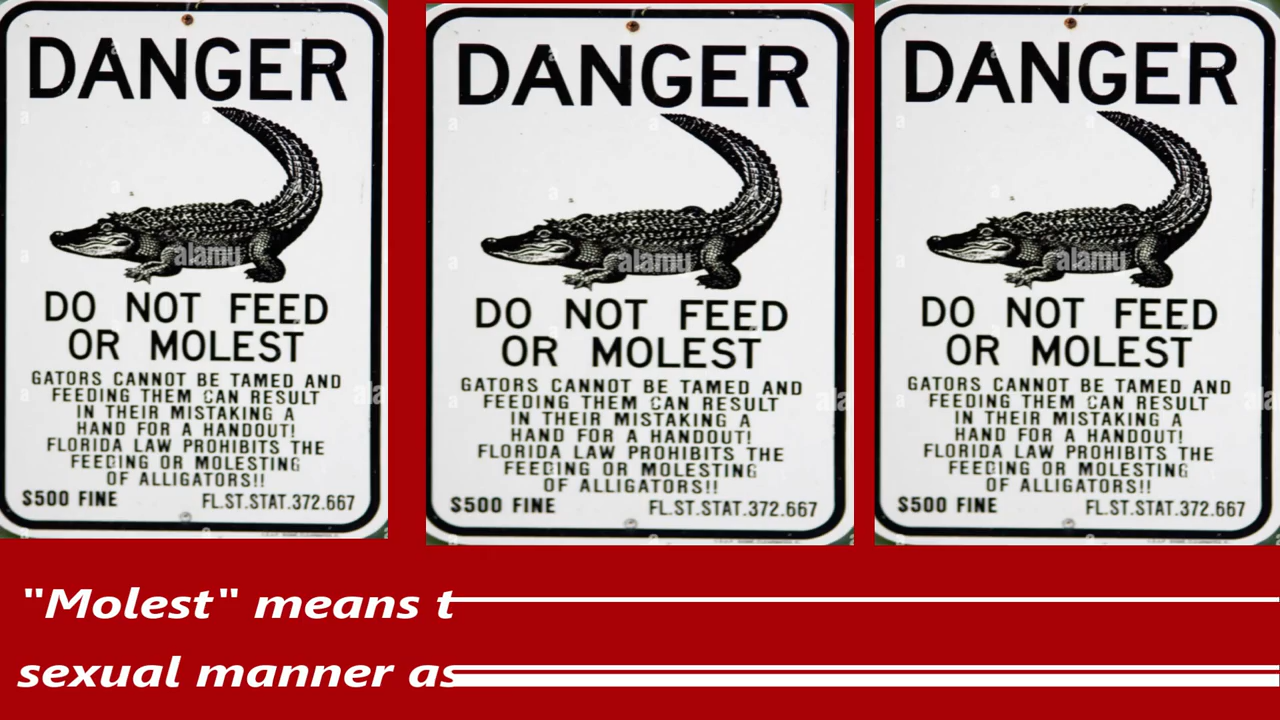 DANGER
DO NOT FEED
OR MOLEST
GATORS CANNOT BE TAMED AND
FEEDING THEM CAN RESULT
IN THEIR MISTAKING A
HAND FOR A HANDOUT!
FLORIDA LAW PROHIBITS THE
FEEDING OR MOLESTING
OF ALLIGATORS!!
$500 FINE FL.ST.STAT.372.667
DANGER
DO NOT FEED
OR MOLEST
GATORS CANNOT BE TAMED AND
FEEDING THEM CAN RESULT
IN THEIR MISTAKING A
HAND FOR A HANDOUT!
FLORIDA LAW PROHIBITS THE
FEEDING OR MOLESTING
OF ALLIGATORS!!
$500 FINE FL.ST.STAT.372.667
DANGER
DO NOT FEED
OR MOLEST
GATORS CANNOT BE TAMED AND
FEEDING THEM CAN RESULT
IN THEIR MISTAKING A
HAND FOR A HANDOUT!
FLORIDA LAW PROHIBITS THE
FEEDING OR MOLESTING
OF ALLIGATORS!!
$500 FINE FL.ST.STAT.372.667
"Molest" means t
sexual manner as